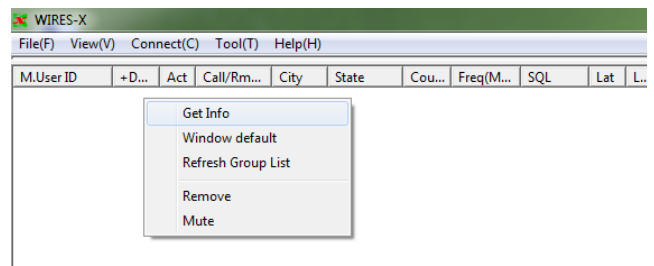 WIRES-X
File(F) View(V) Connect(C) Tool(T) Help(H)
M.User ID +D... Act Call/Rm... City State Cou... Freq(M... SQL Lat L...
Get Info
Window default
Refresh Group List
Remove
Mute